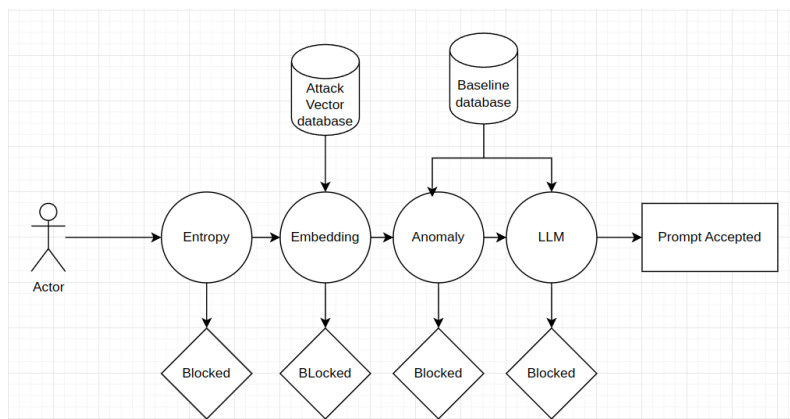 Attack
Vector
database
Baseline
database
Entropy
Embedding
Anomaly
LLM
Prompt Accepted
Actor
Blocked
BLocked
Blocked
Blocked